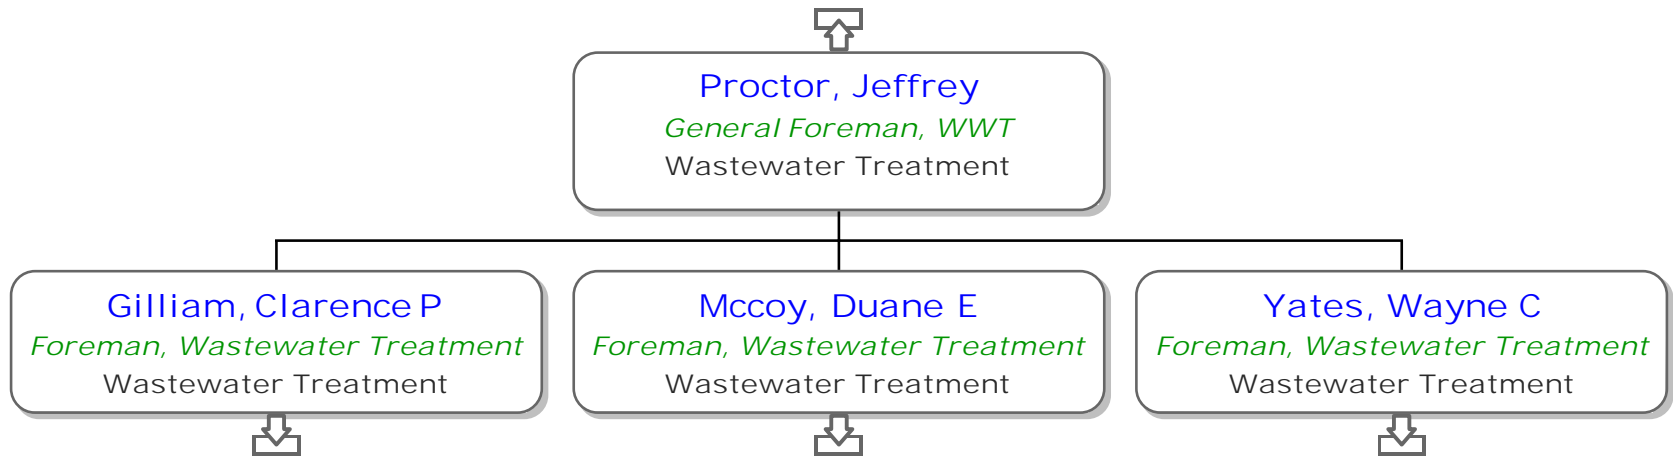 Proctor, Jeffrey
General Foreman, WWT
Wastewater Treatment
Gilliam, Clarence P
Foreman, Wastewater Treatment
Wastewater Treatment
Mccoy, Duane E
Foreman, Wastewater Treatment
Wastewater Treatment
Yates, Wayne C
Foreman, Wastewater Treatment
Wastewater Treatment